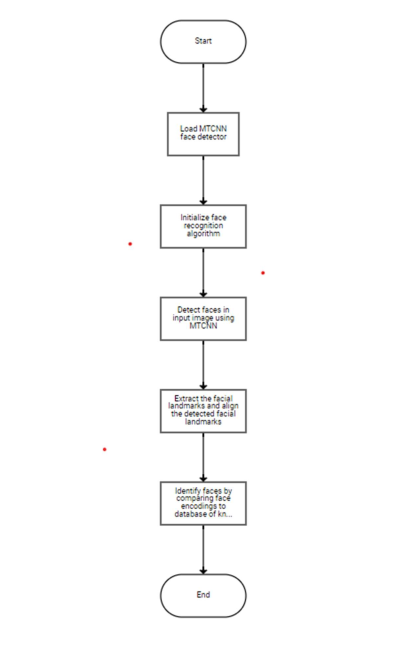 Start
Load MTCNN
face detector
Initialize face
recognition
algorithm
Detect faces in
input image using
MTCNN
Extract the facial
landmarks and align
the detected facial
landmarks
Identify faces by
comparing face
encodings to
database of kn...
End